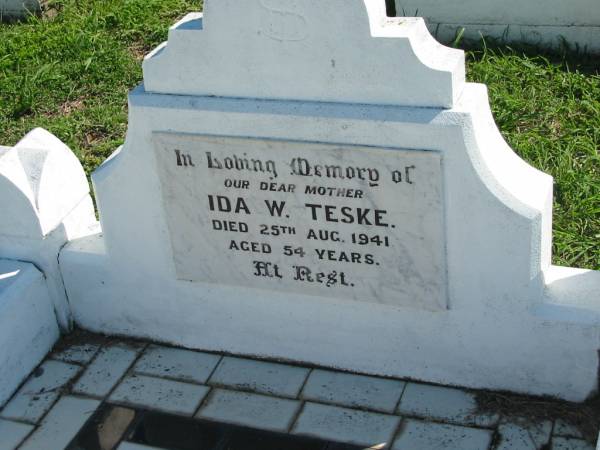 In Loving Memory of
OUR DEAR MOTHER
IDA W. TESKE.
DIED 25TH AUG. 1941
AGED 54 YEARS.
At Rest.